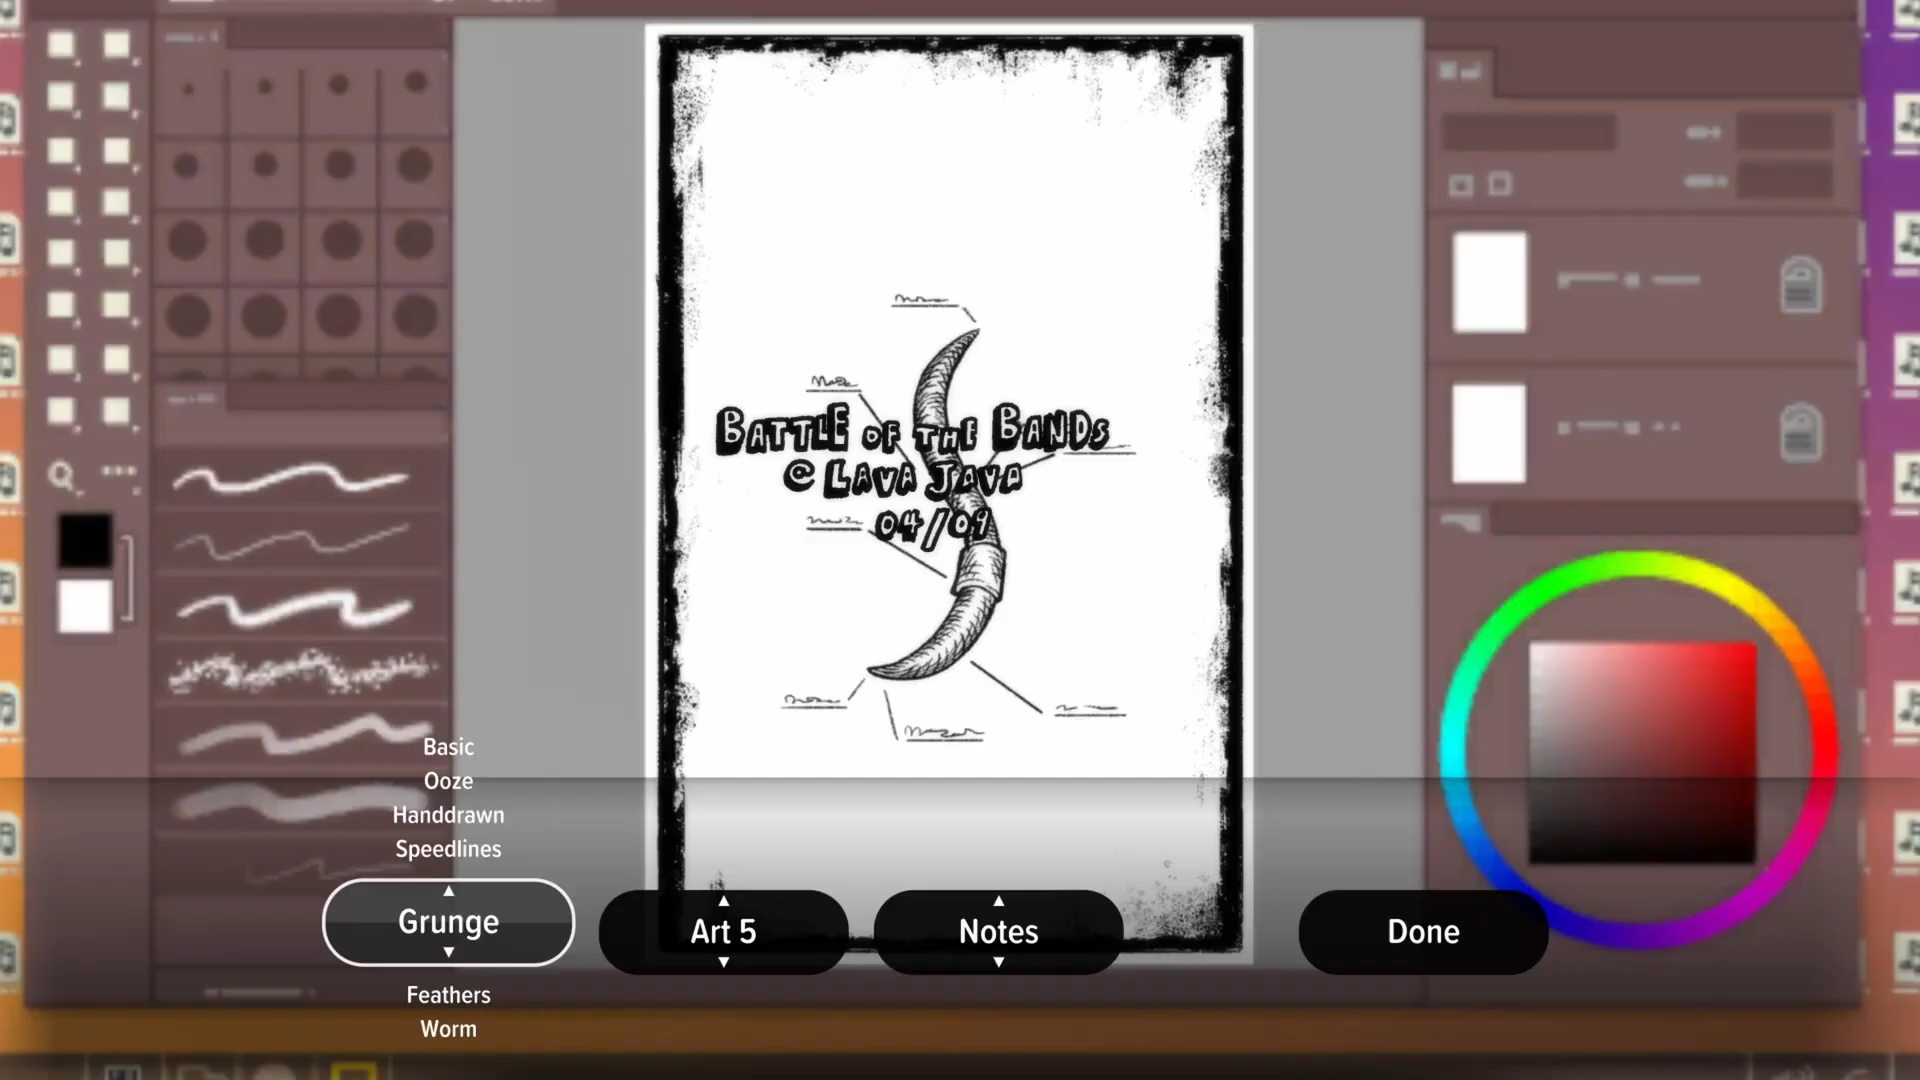 BATTLE OF THE BANDS
@ LAVA JAVA
04/09
Basic
Ooze
Handdrawn
Speedlines
Grunge
Feathers
Worm
Art 5
Notes
Done